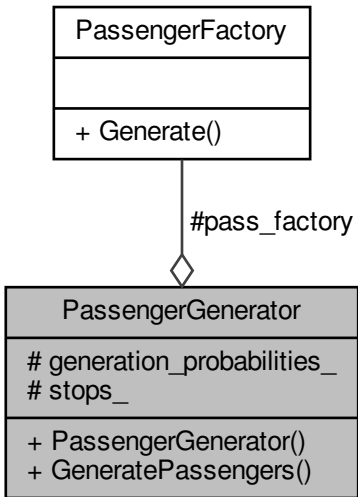 PassengerFactory
+ Generate()
#pass_factory
PassengerGenerator
# generation_probabilities_
# stops_
+ PassengerGenerator()
+ GeneratePassengers()